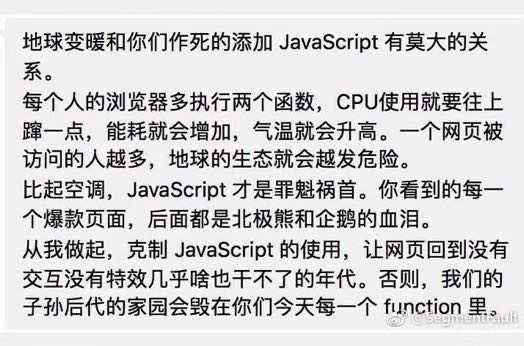 地球变暖和你们作死的添加 JavaScript 有莫大的关
系。
每个人的浏览器多执行两个函数，CPU使用就要往上
蹿一点，能耗就会增加，气温就会升高。一个网页被
访问的人越多，地球的生态就会越发危险。
比起空调，JavaScript 才是罪魁祸首。你看到的每一
个爆款页面，后面都是北极熊和企鹅的血泪。
从我做起，克制 JavaScript 的使用，让网页回到没有
交互没有特效几乎啥也干不了的年代。否则，我们的
子孙后代的家园会毁在你们今天每一个 function 里。
@SegmentFault